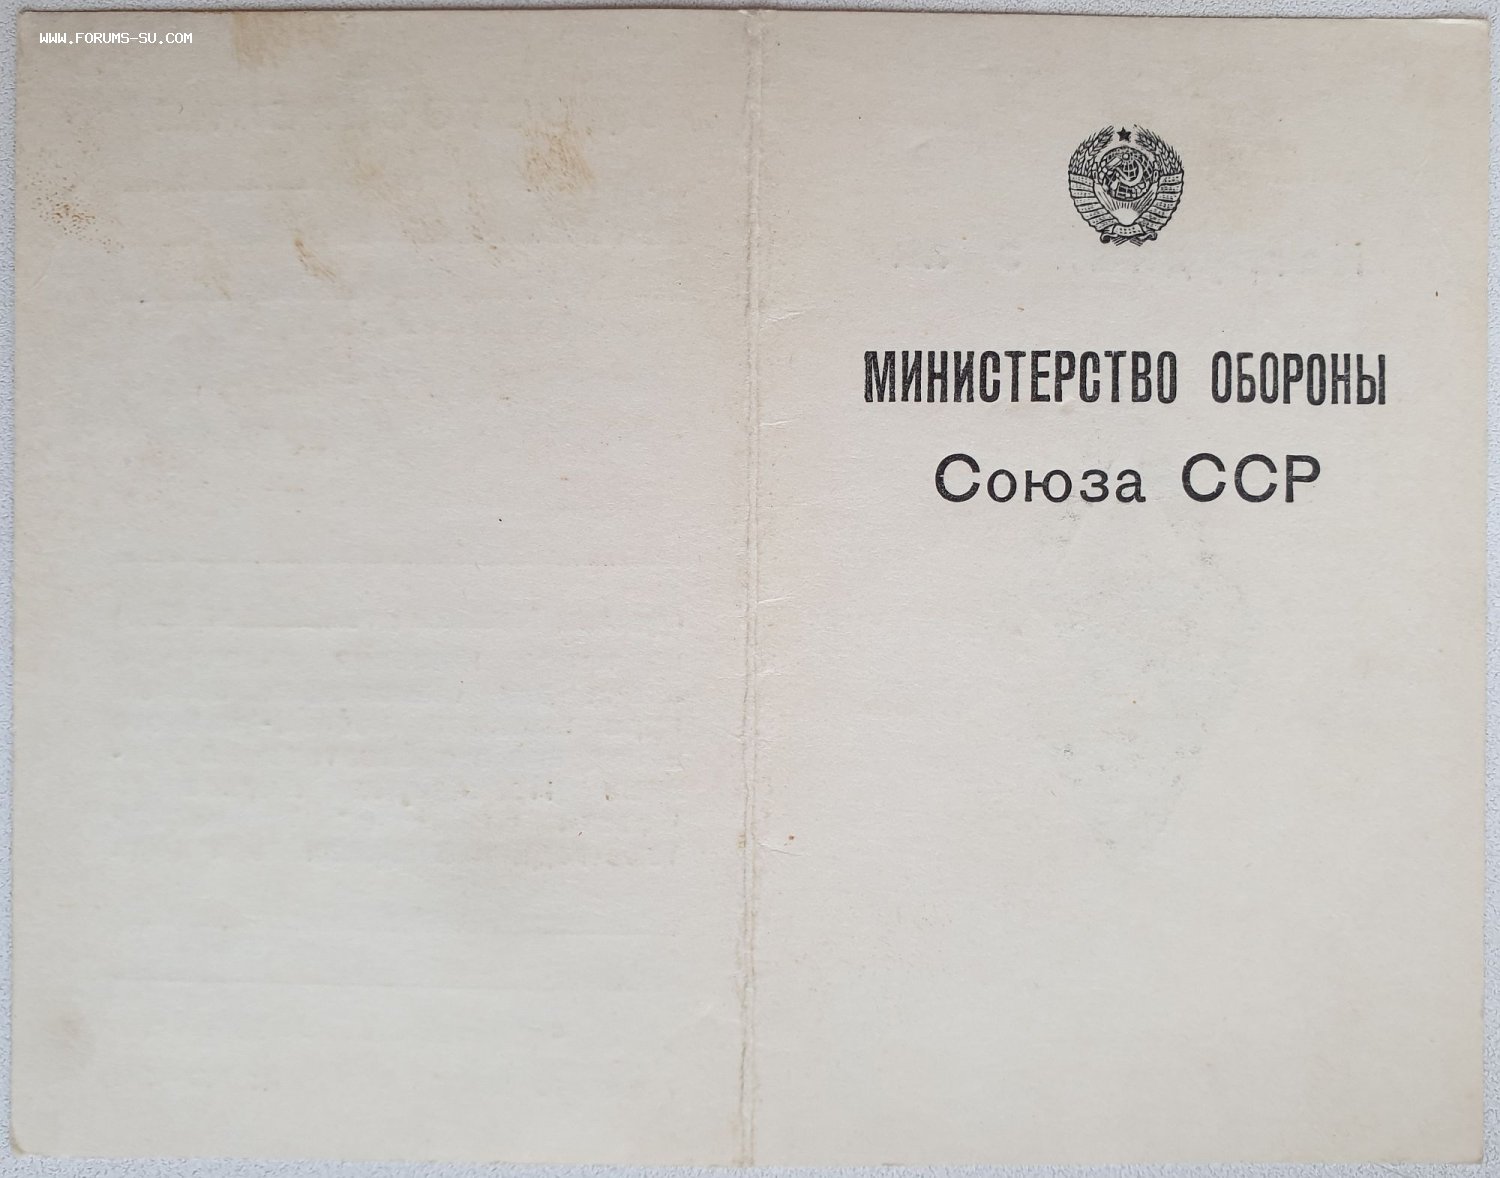 WWW.FORUMS-SU.COM
МИНИСТЕРСТВО ОБОРОНЫ
Союза ССР